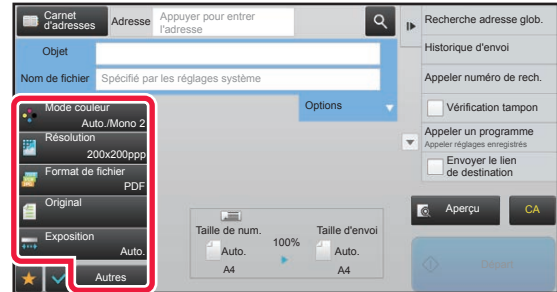 Carnet
d'adresses
Adresse
Appuyer pour entrer
l'adresse
Objet
Nom de fichier
Spécifié par les réglages système
Options
Mode couleur
Auto./Mono 2
Résolution
200x200ppp
Format de
fichier
PDF
Original
Exposition
Auto.
Autres
Taille de num.
Auto.
A4
100%
Taille d'envoi
Auto.
A4
Recherche adresse glob.
Historique d'envoi
Appeler numéro de rech.
Vérification tampon
Appeler un programme
Appeler réglages enregistrés
Envoyer le lien
de destination
Aperçu
CA
Départ